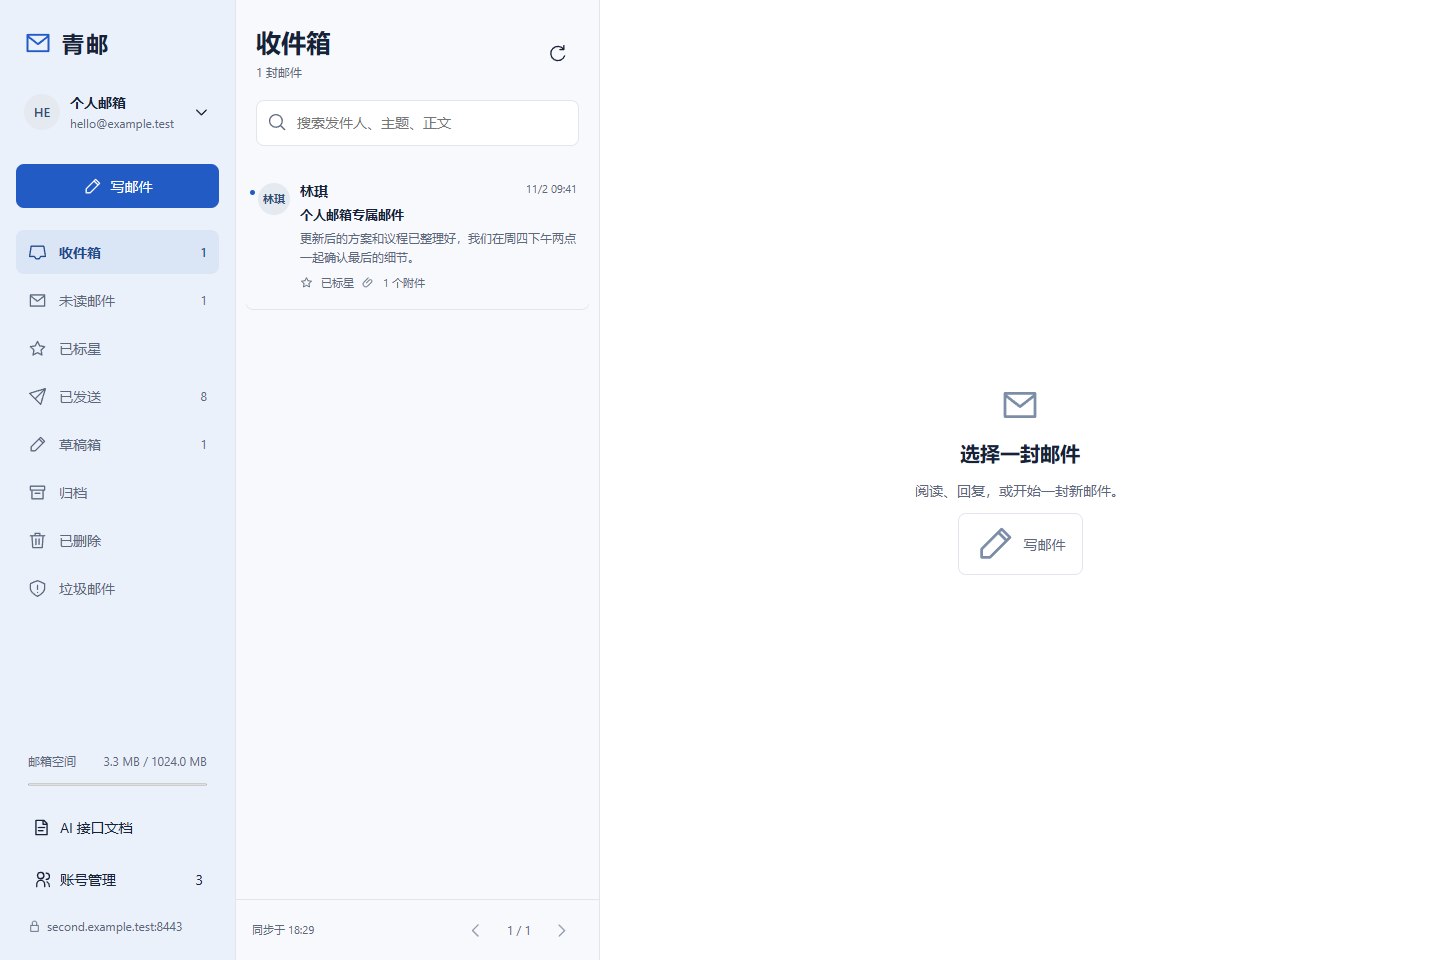 青邮
HE
个人邮箱
hello@example.test
写邮件
收件箱 1
未读邮件 1
已标星
已发送 8
草稿箱 1
归档
已删除
垃圾邮件
邮箱空间 3.3 MB / 1024.0 MB
AI 接口文档
账号管理 3
second.example.test:8443
收件箱
1 封邮件
搜索发件人、主题、正文
林琪 林琪 11/2 09:41
个人邮箱专属邮件
更新后的方案和议程已整理好，我们在周四下午两点
一起确认最后的细节。
已标星 1 个附件
同步于 18:29 1 / 1
选择一封邮件
阅读、回复，或开始一封新邮件。
写邮件